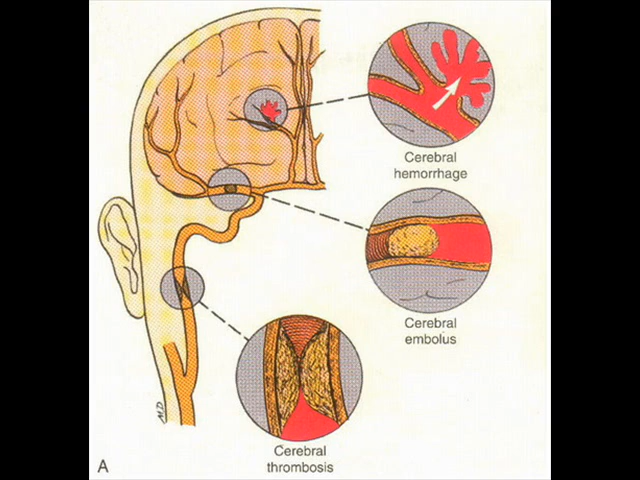 Cerebral
hemorrhage
Cerebral
embolus
Cerebral
thrombosis
M.D
A